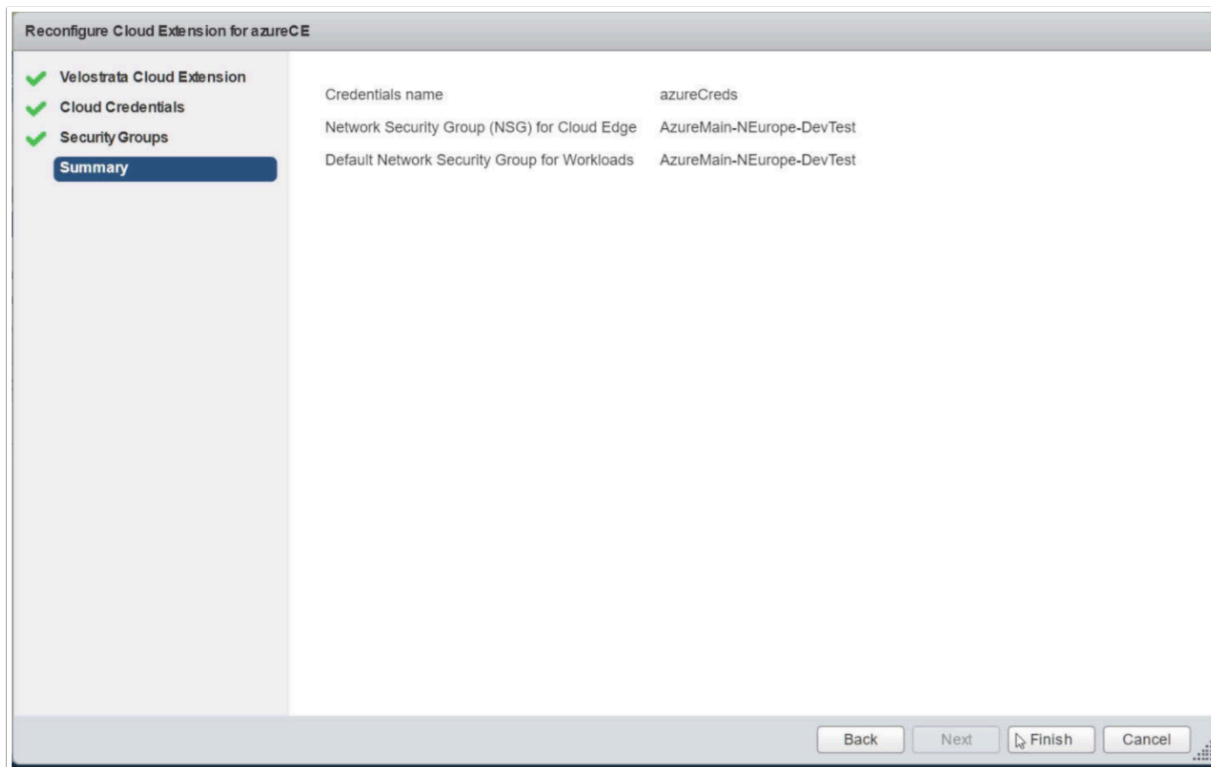 Reconfigure Cloud Extension for azureCE
Velostrata Cloud Extension
Cloud Credentials
Security Groups
Summary
Credentials name azureCreds
Network Security Group (NSG) for Cloud Edge AzureMain-NEurope-DevTest
Default Network Security Group for Workloads AzureMain-NEurope-DevTest
Back Next Finish Cancel